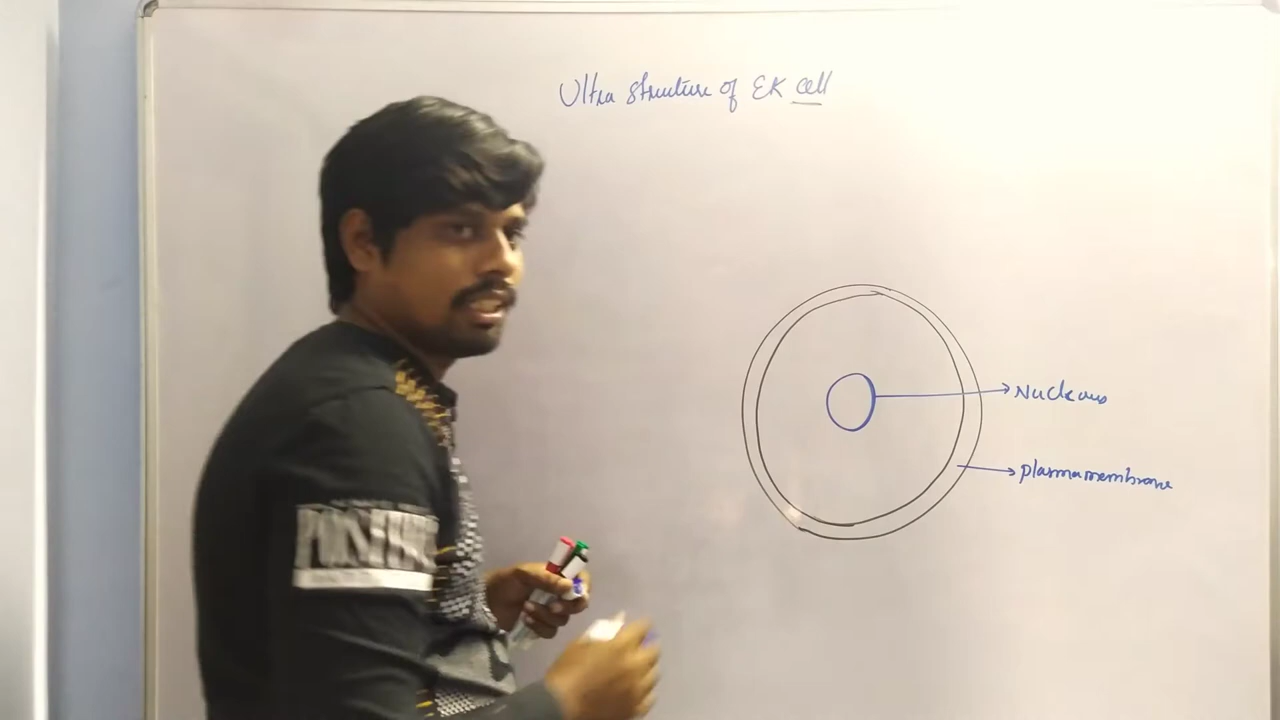 Ultra structure of EK cell
Nucleus
plasmamembrane